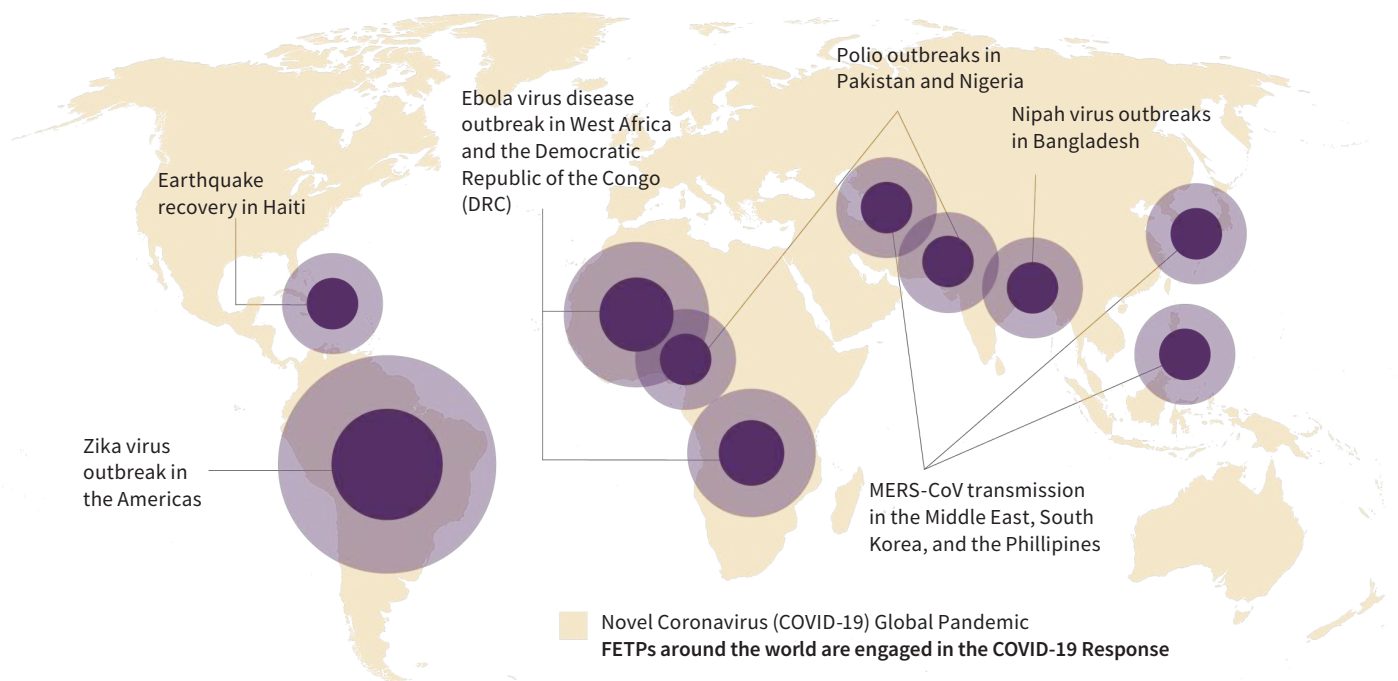 Polio outbreaks in
Pakistan and Nigeria
Ebola virus disease
outbreak in West Africa
and the Democratic
Republic of the Congo
(DRC)
Nipah virus outbreaks
in Bangladesh
Earthquake
recovery in Haiti
Zika virus
outbreak in
the Americas
MERS-CoV transmission
in the Middle East, South
Korea, and the Phillipines
Novel Coronavirus (COVID-19) Global Pandemic
FETPs around the world are engaged in the COVID-19 Response